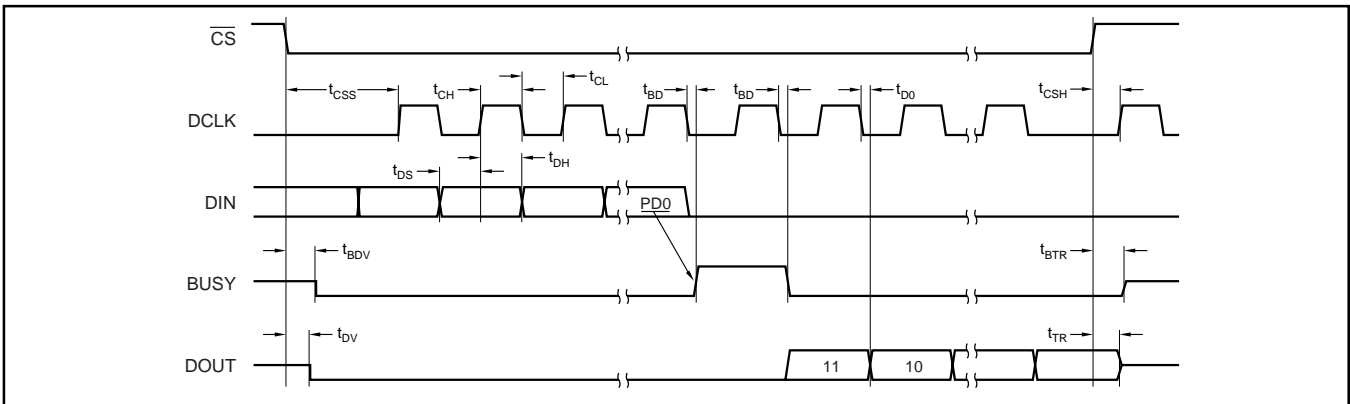 CS
tCSS tCH tCL tBD tBD tD0 tCSH
DCLK
tDS tDH
DIN
PD0
tBDV tBTR
BUSY
tDV tTR
DOUT
11 10